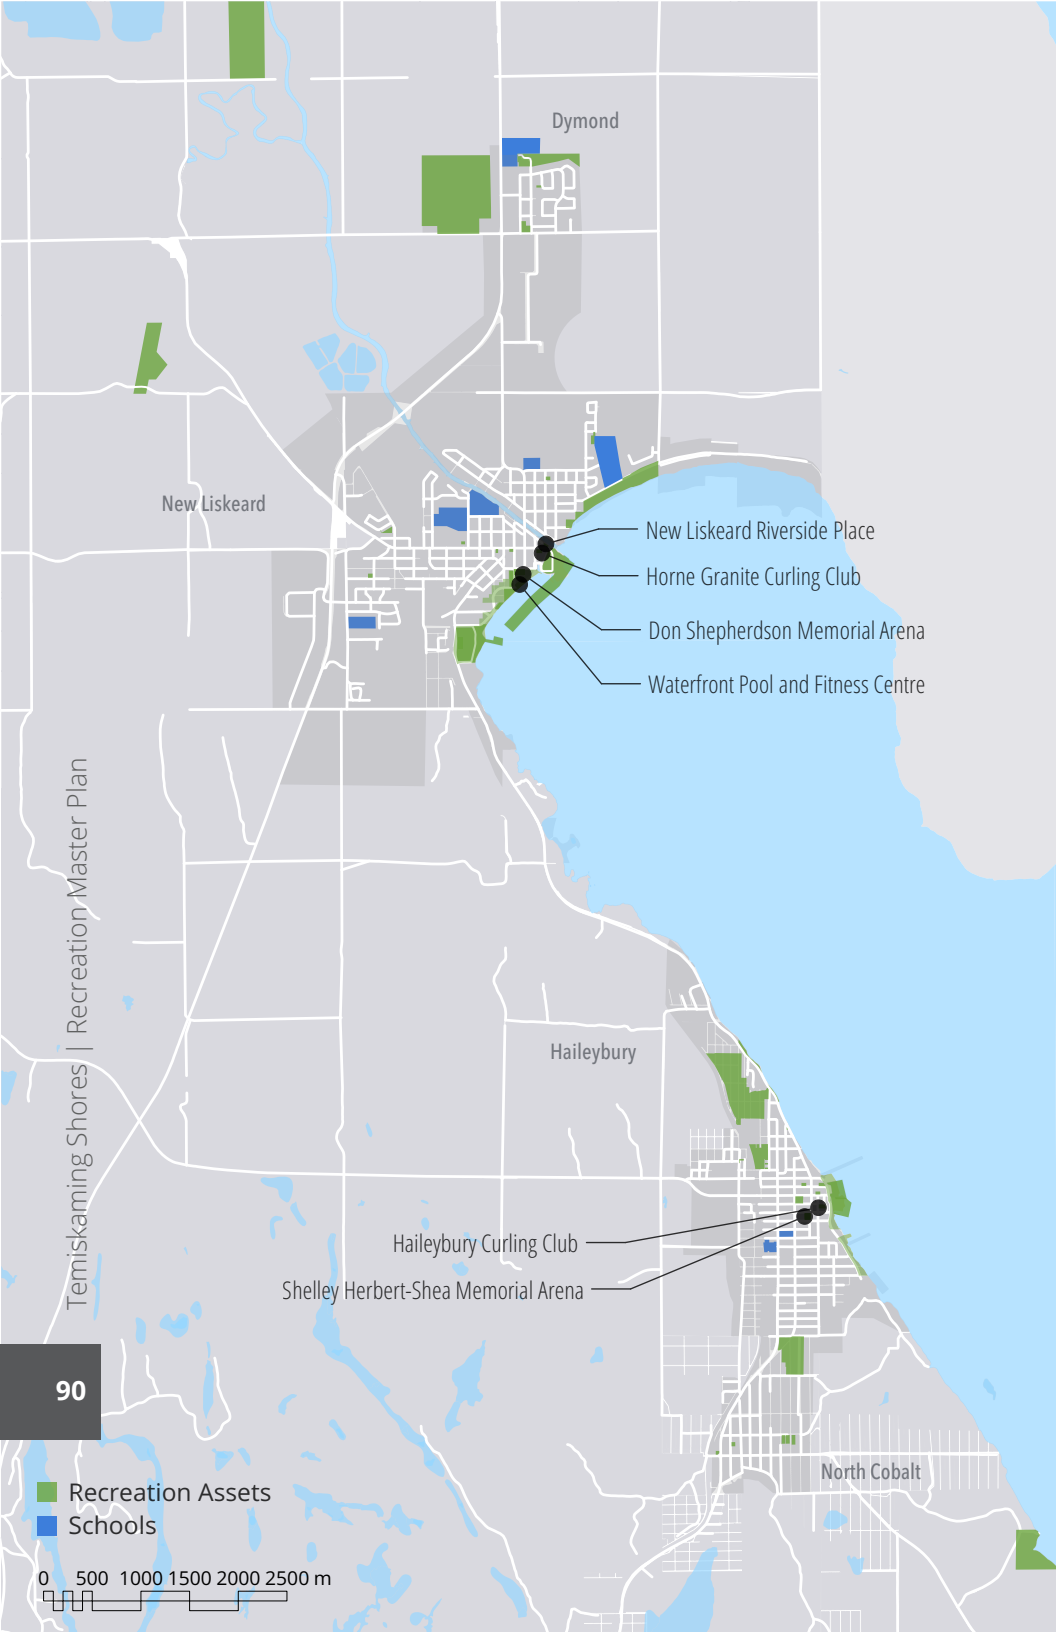 Dymond
New Liskeard
New Liskeard Riverside Place
Horne Granite Curling Club
Don Shepherdson Memorial Arena
Waterfront Pool and Fitness Centre
Temiskaming Shores | Recreation Master Plan
Haileybury
Haileybury Curling Club
Shelley Herbert-Shea Memorial Arena
90
North Cobalt
Recreation Assets
Schools
0 500 1000 1500 2000 2500 m